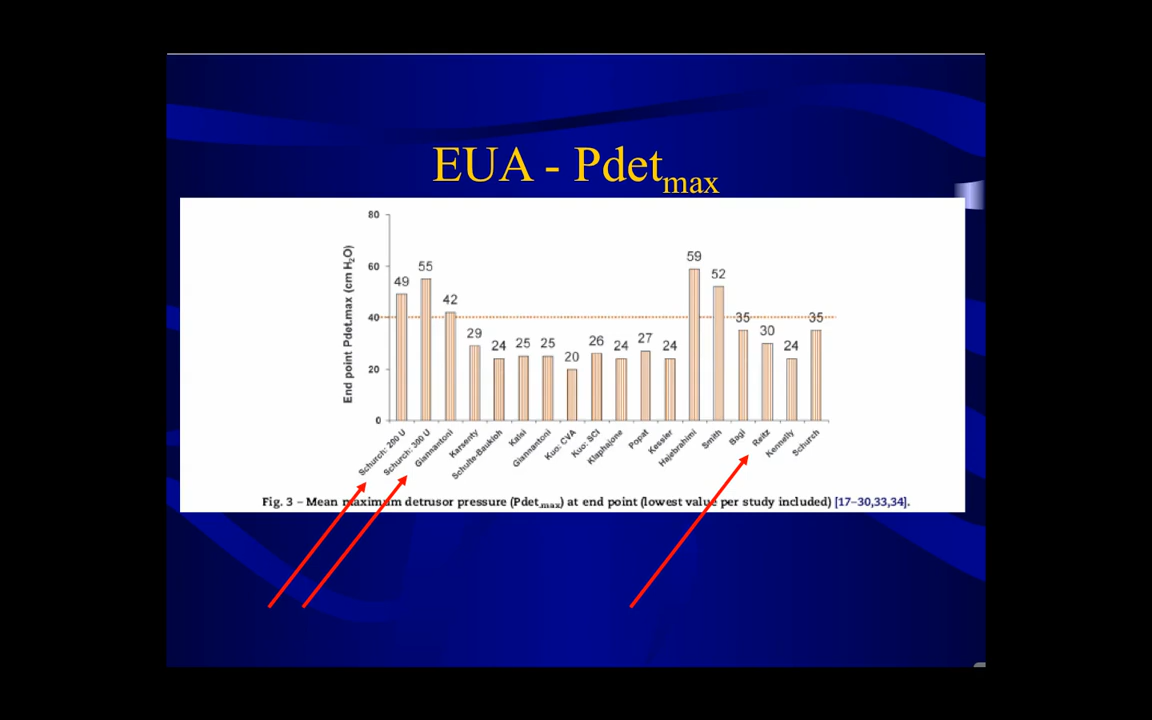 EUA - Pdetmax
80
60
40
20
0
End point Pdet.max (cm H2O)
49
55
42
29
24
25
25
20
26
24
27
24
59
52
35
30
24
35
Schurch: 200 U
Schurch: 300 U
Giannantoni
Karsenty
Schulte-Baukloh
Kalsi
Giannantoni
Kuo: CVA
Kuo: SCI
Klaphajone
Popat
Kessler
Hajebrahimi
Smith
Bagi
Reitz
Kennelly
Schurch
Fig. 3 – Mean maximum detrusor pressure (Pdet.max) at end point (lowest value per study included) [17–30,33,34].